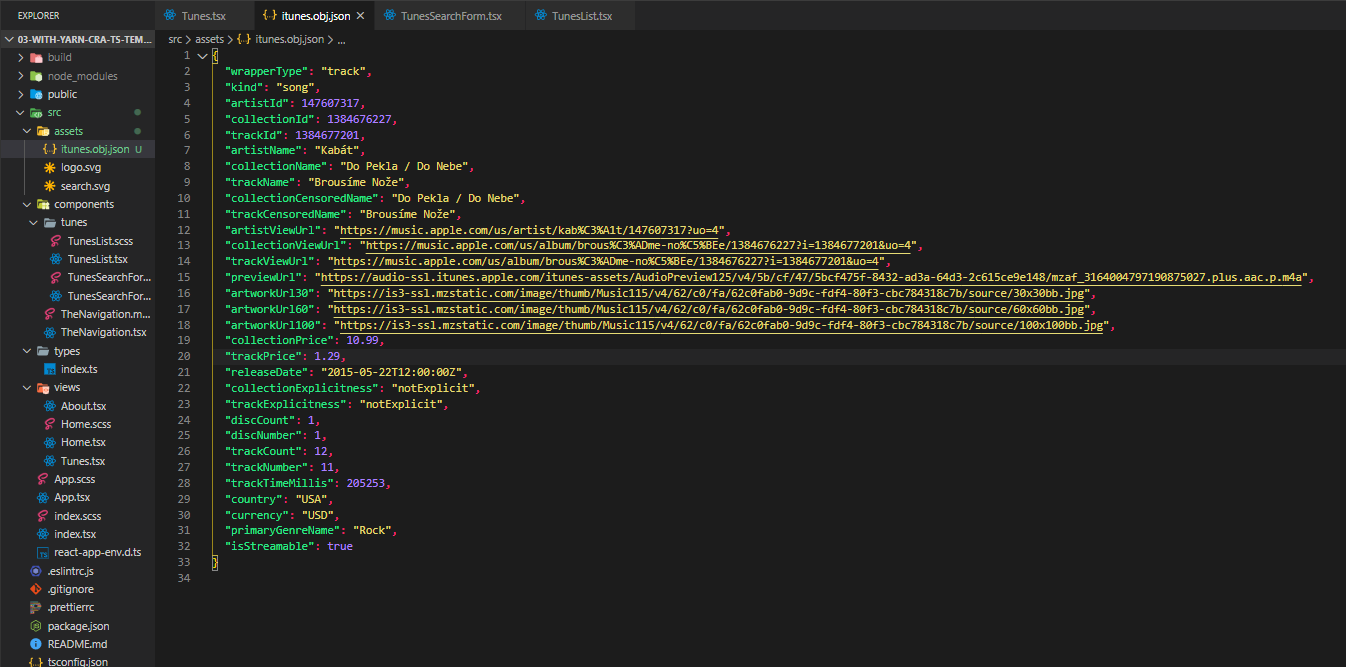 EXPLORER
Tunes.tsx
{..} itunes.obj.json ×
TunesSearchForm.tsx
TunesList.tsx
03-WITH-YARN-CRA-TS-TEM...
src > assets > {..} itunes.obj.json > ...
build
node_modules
public
src
assets
{..} itunes.obj.json U
logo.svg
search.svg
components
tunes
TunesList.scss
TunesList.tsx
TunesSearchFor...
TunesSearchFor...
TheNavigation.m...
TheNavigation.tsx
types
index.ts
views
About.tsx
Home.scss
Home.tsx
Tunes.tsx
App.scss
App.tsx
index.scss
index.tsx
react-app-env.d.ts
.eslintrc.js
.gitignore
.prettierrc
package.json
README.md
{..} tsconfig.json
1 {
2 "wrapperType": "track",
3 "kind": "song",
4 "artistId": 147607317,
5 "collectionId": 1384676227,
6 "trackId": 1384677201,
7 "artistName": "Kabát",
8 "collectionName": "Do Pekla / Do Nebe",
9 "trackName": "Brousíme Nože",
10 "collectionCensoredName": "Do Pekla / Do Nebe",
11 "trackCensoredName": "Brousíme Nože",
12 "artistViewUrl": "https://music.apple.com/us/artist/kab%C3%A1t/147607317?uo=4",
13 "collectionViewUrl": "https://music.apple.com/us/album/brous%C3%ADme-no%C5%BEe/1384676227?i=1384677201&uo=4",
14 "trackViewUrl": "https://music.apple.com/us/album/brous%C3%ADme-no%C5%BEe/1384676227?i=1384677201&uo=4",
15 "previewUrl": "https://audio-ssl.itunes.apple.com/itunes-assets/AudioPreview125/v4/5b/cf/47/5bcf475f-8432-ad3a-64d3-2c615ce9e148/mzaf_3164004797190875027.plus.aac.p.m4a",
16 "artworkUrl30": "https://is3-ssl.mzstatic.com/image/thumb/Music115/v4/62/c0/fa/62c0fab0-9d9c-fdf4-80f3-cbc784318c7b/source/30x30bb.jpg",
17 "artworkUrl60": "https://is3-ssl.mzstatic.com/image/thumb/Music115/v4/62/c0/fa/62c0fab0-9d9c-fdf4-80f3-cbc784318c7b/source/60x60bb.jpg",
18 "artworkUrl100": "https://is3-ssl.mzstatic.com/image/thumb/Music115/v4/62/c0/fa/62c0fab0-9d9c-fdf4-80f3-cbc784318c7b/source/100x100bb.jpg",
19 "collectionPrice": 10.99,
20 "trackPrice": 1.29,
21 "releaseDate": "2015-05-22T12:00:00Z",
22 "collectionExplicitness": "notExplicit",
23 "trackExplicitness": "notExplicit",
24 "discCount": 1,
25 "discNumber": 1,
26 "trackCount": 12,
27 "trackNumber": 11,
28 "trackTimeMillis": 205253,
29 "country": "USA",
30 "currency": "USD",
31 "primaryGenreName": "Rock",
32 "isStreamable": true
33 }
34